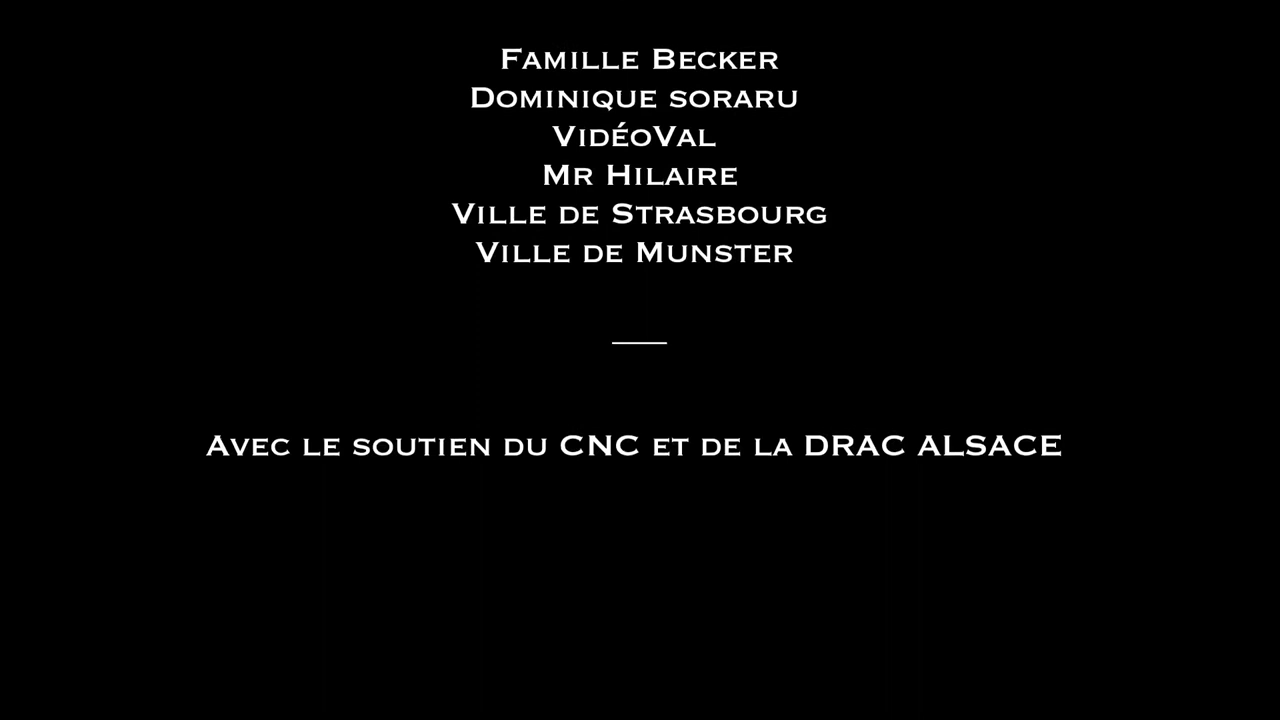 Famille Becker
Dominique soraru
VidéoVal
Mr Hilaire
Ville de Strasbourg
Ville de Munster
Avec le soutien du CNC et de la DRAC ALSACE